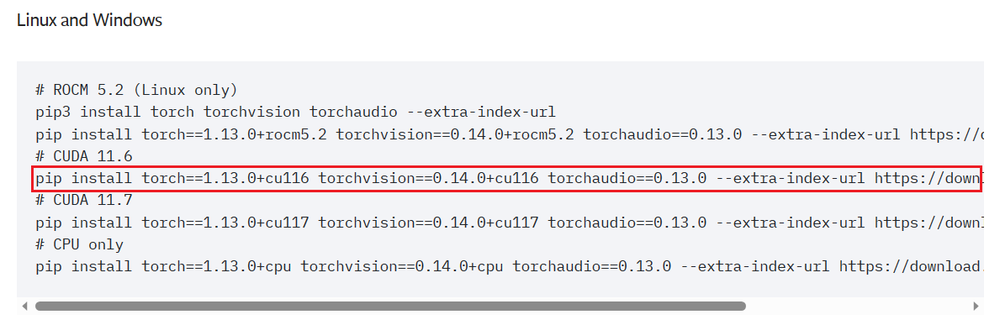 Linux and Windows
# ROCM 5.2 (Linux only)
pip3 install torch torchvision torchaudio --extra-index-url
pip install torch==1.13.0+rocm5.2 torchvision==0.14.0+rocm5.2 torchaudio==0.13.0 --extra-index-url https://
# CUDA 11.6
pip install torch==1.13.0+cu116 torchvision==0.14.0+cu116 torchaudio==0.13.0 --extra-index-url https://down
# CUDA 11.7
pip install torch==1.13.0+cu117 torchvision==0.14.0+cu117 torchaudio==0.13.0 --extra-index-url https://down
# CPU only
pip install torch==1.13.0+cpu torchvision==0.14.0+cpu torchaudio==0.13.0 --extra-index-url https://download.